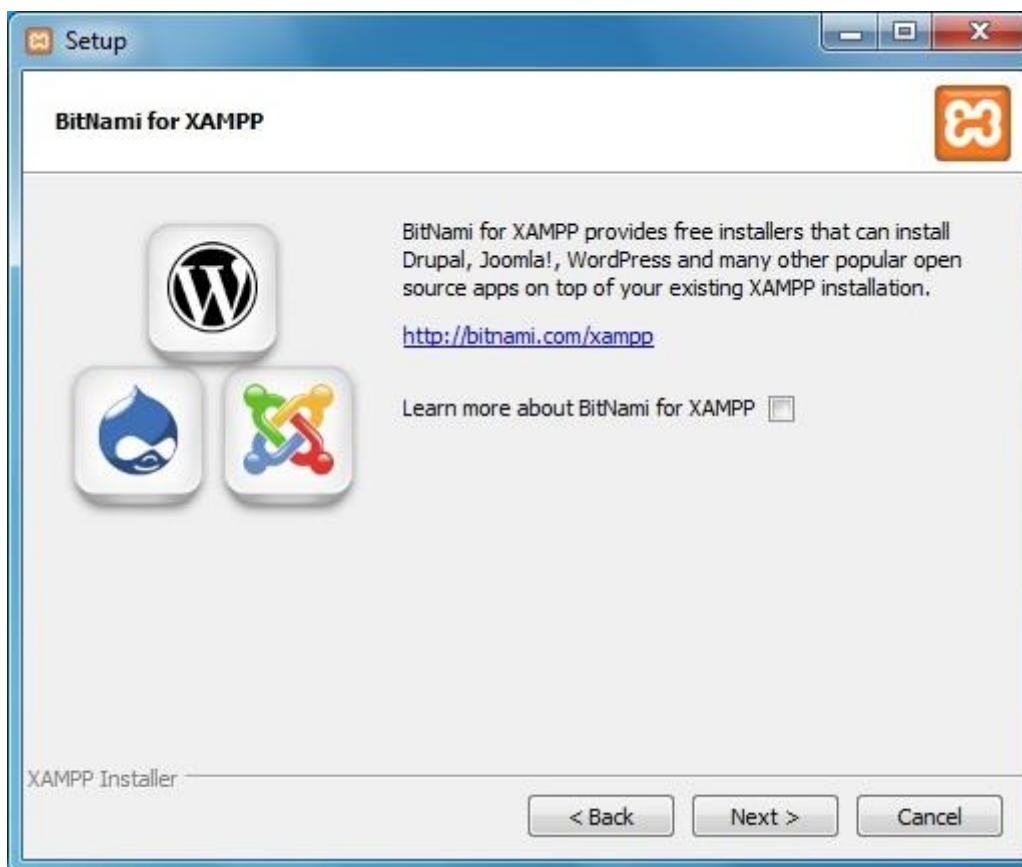 Setup
BitNami for XAMPP
BitNami for XAMPP provides free installers that can install
Drupal, Joomla!, WordPress and many other popular open
source apps on top of your existing XAMPP installation.
http://bitnami.com/xampp
Learn more about BitNami for XAMPP
XAMPP Installer
< Back Next > Cancel